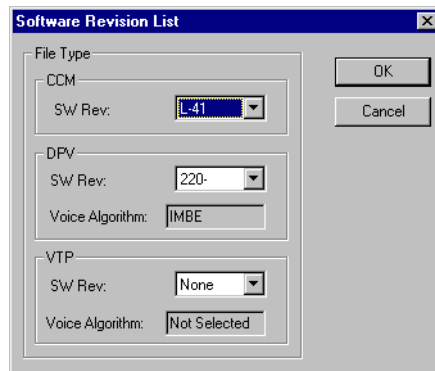 Software Revision List
File Type
CCM
SW Rev: L-41
DPV
SW Rev: 220-
Voice Algorithm: IMBE
VTP
SW Rev: None
Voice Algorithm: Not Selected
OK
Cancel